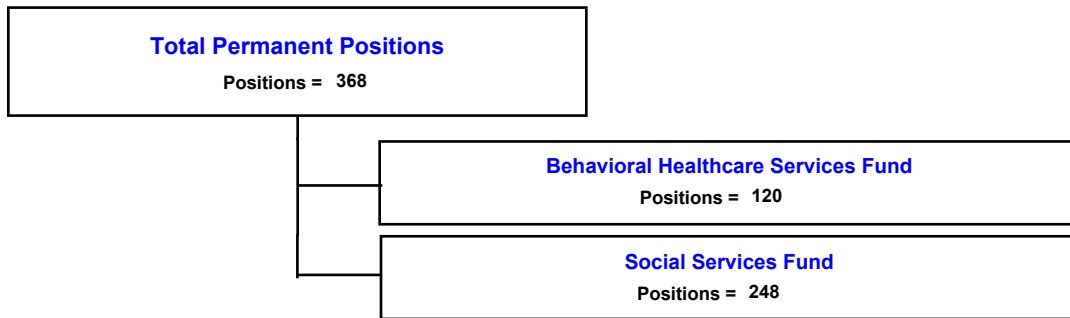 Total Permanent Positions
Positions = 368
Behavioral Healthcare Services Fund
Positions = 120
Social Services Fund
Positions = 248